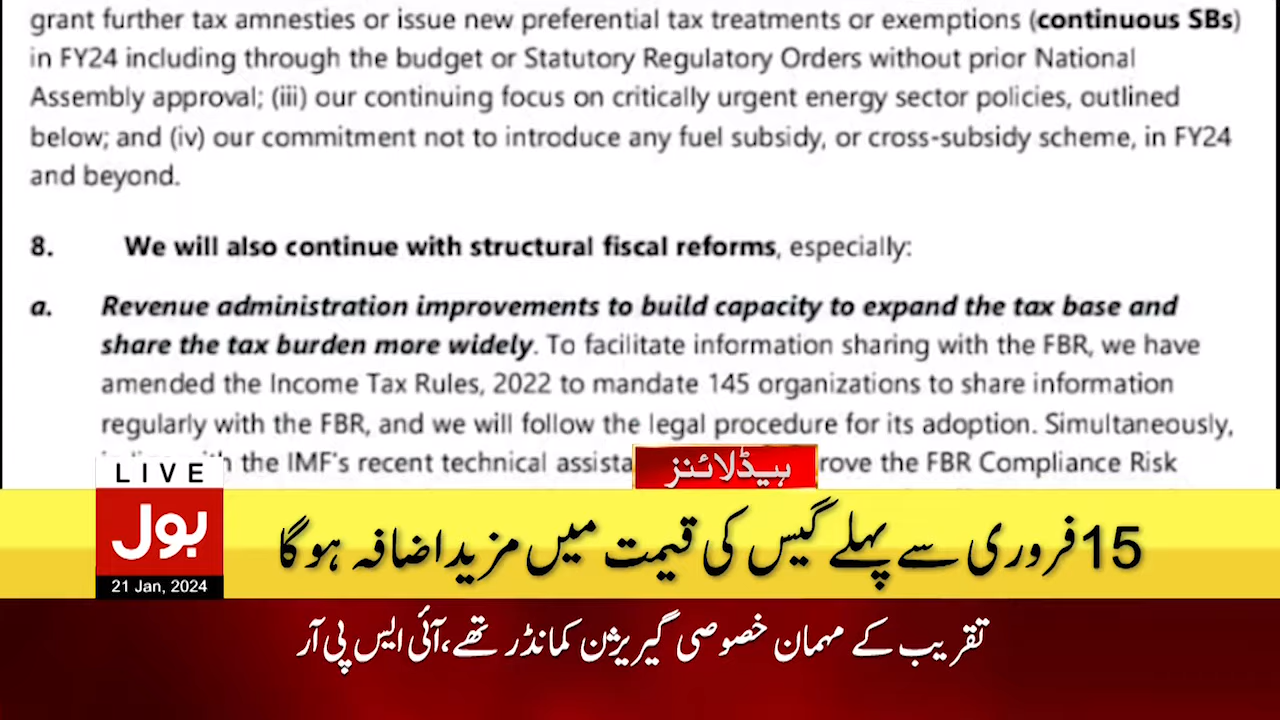 grant further tax amnesties or issue new preferential tax treatments or exemptions (continuous SBs)
in FY24 including through the budget or Statutory Regulatory Orders without prior National
Assembly approval; (iii) our continuing focus on critically urgent energy sector policies, outlined
below; and (iv) our commitment not to introduce any fuel subsidy, or cross-subsidy scheme, in FY24
and beyond.
8. We will also continue with structural fiscal reforms, especially:
a. Revenue administration improvements to build capacity to expand the tax base and
share the tax burden more widely. To facilitate information sharing with the FBR, we have
amended the Income Tax Rules, 2022 to mandate 145 organizations to share information
regularly with the FBR, and we will follow the legal procedure for its adoption. Simultaneously,
the IMF's recent technical the FBR Compliance Risk
ہیڈلائنز
LIVE
بول
21 Jan, 2024
15 فروری سے پہلے گیس کی قیمت میں مزید اضافہ ہوگا
تقریب کے مہمان خصوصی گیریژن کمانڈر تھے،آئی ایس پی آر